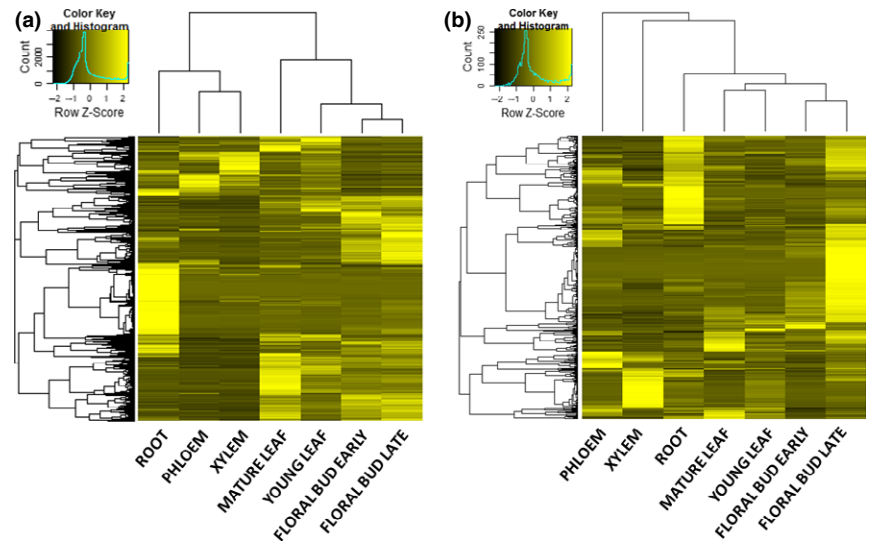 (a)
Color Key
and Histogram
Count
0 2000
−2 −1 0 1 2
Row Z-Score
ROOT
PHLOEM
XYLEM
MATURE LEAF
YOUNG LEAF
FLORAL BUD EARLY
FLORAL BUD LATE
(b)
Color Key
and Histogram
Count
0 100 250
−2 −1 0 1 2
Row Z-Score
PHLOEM
XYLEM
ROOT
MATURE LEAF
YOUNG LEAF
FLORAL BUD EARLY
FLORAL BUD LATE